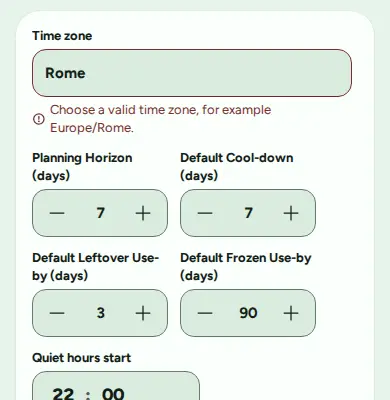 Time zone
Rome
Choose a valid time zone, for example
Europe/Rome.
Planning Horizon
(days)
Default Cool-down
(days)
— 7 +
— 7 +
Default Leftover Use-
by (days)
Default Frozen Use-by
(days)
— 3 +
— 90 +
Quiet hours start
22 : 00